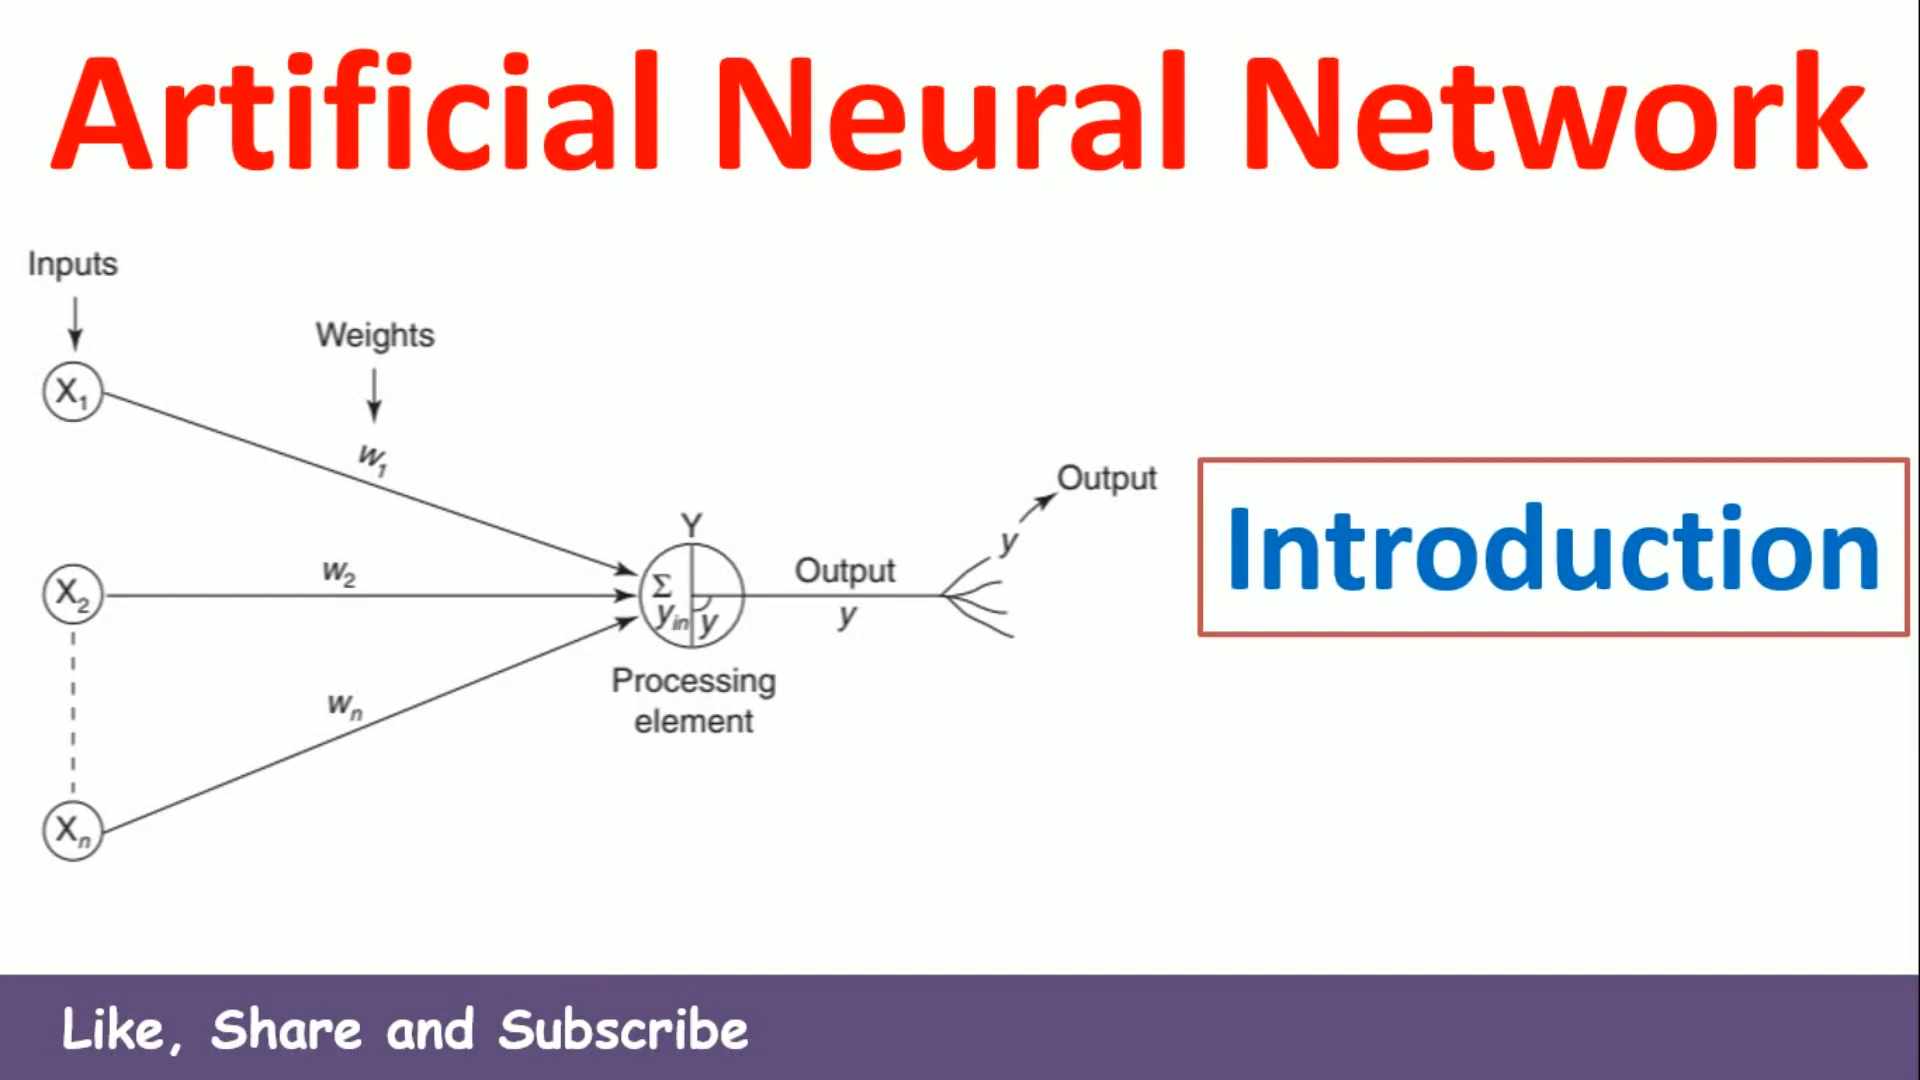 Artificial Neural Network
Inputs
Weights
X₁
w₁
X₂
w₂
Xₙ
wₙ
Y
Σ
yᵢₙ
y
Processing
element
Output
y
y
Output
Introduction
Like, Share and Subscribe